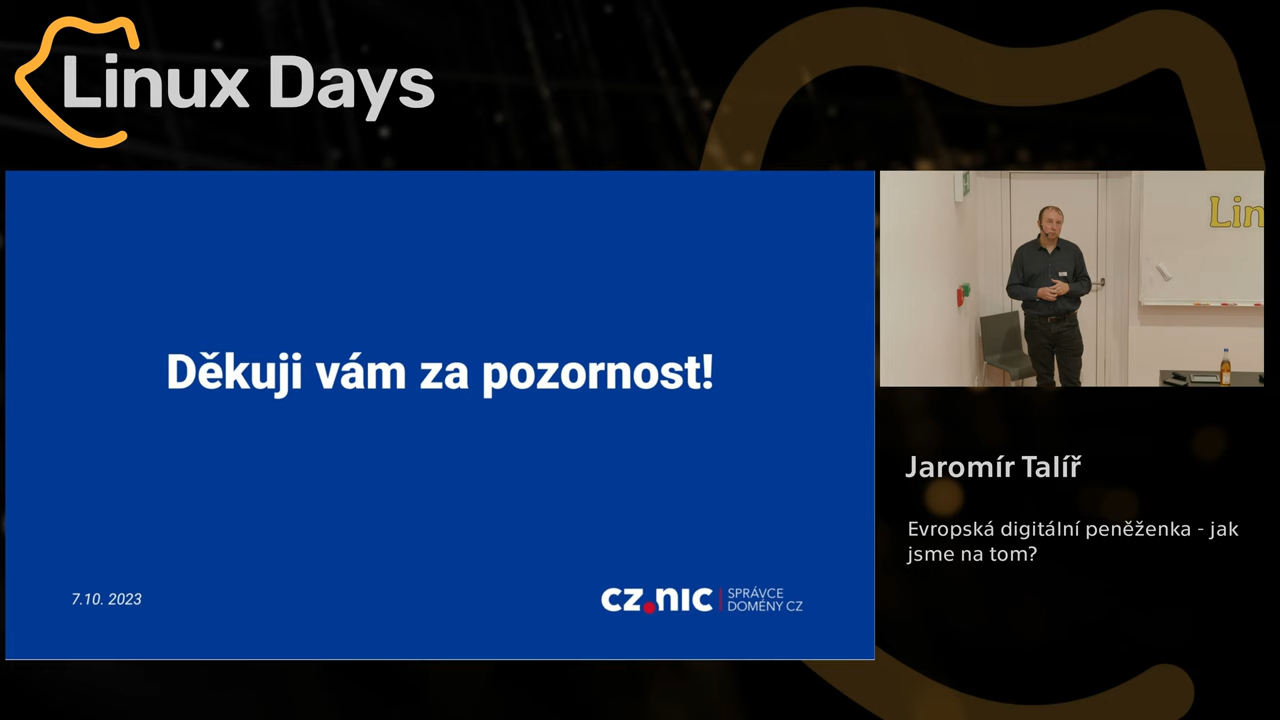 Linux Days
Děkuji vám za pozornost!
7.10. 2023
CZ.NIC | SPRÁVCE
DOMÉNY CZ
Lin
Jaromír Talíř
Evropská digitální peněženka - jak
jsme na tom?